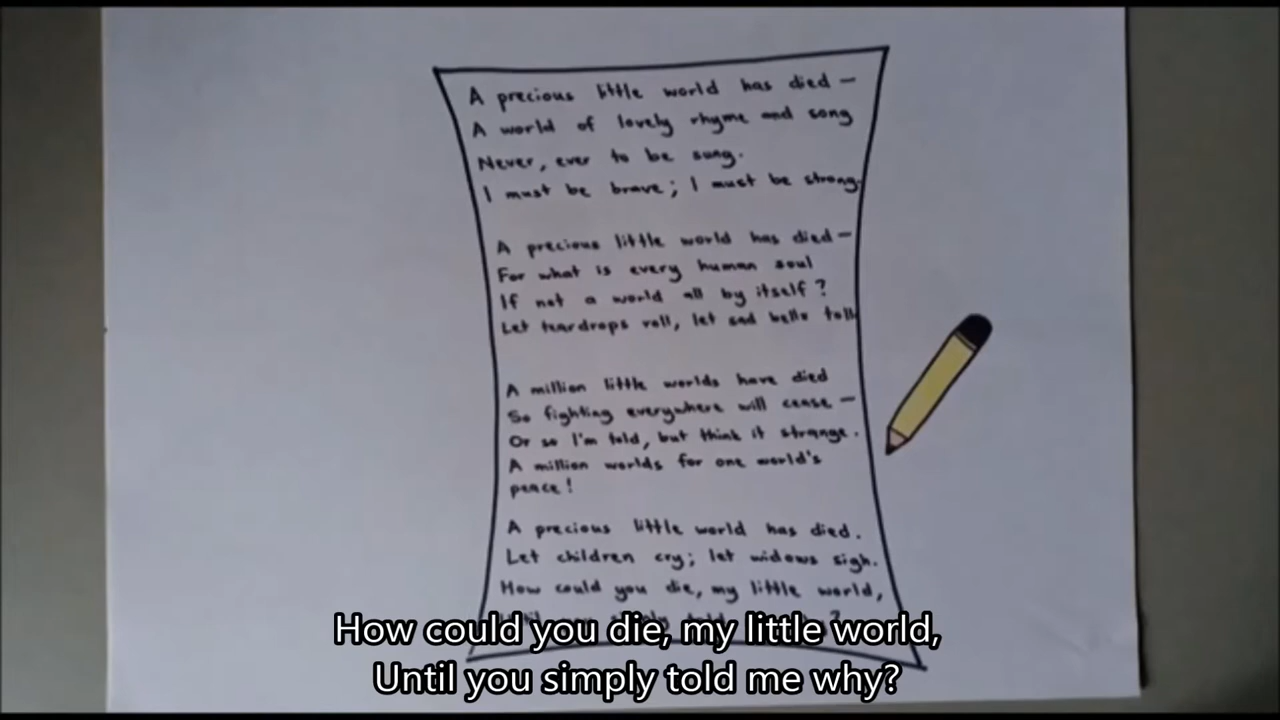 A precious little world has died —
A world of lovely rhyme and song
Never, ever to be sung.
I must be brave; I must be strong.
A precious little world has died —
For what is every human soul
If not a world all by itself?
Let teardrops roll, let sad bells toll
A million little worlds have died
So fighting everywhere will cease —
Or so I'm told, but think it strange.
A million worlds for one world's
peace!
A precious little world has died.
Let children cry; let widows sigh.
How could you die, my little world,
How could you die, my little world,
Until you simply told me why?